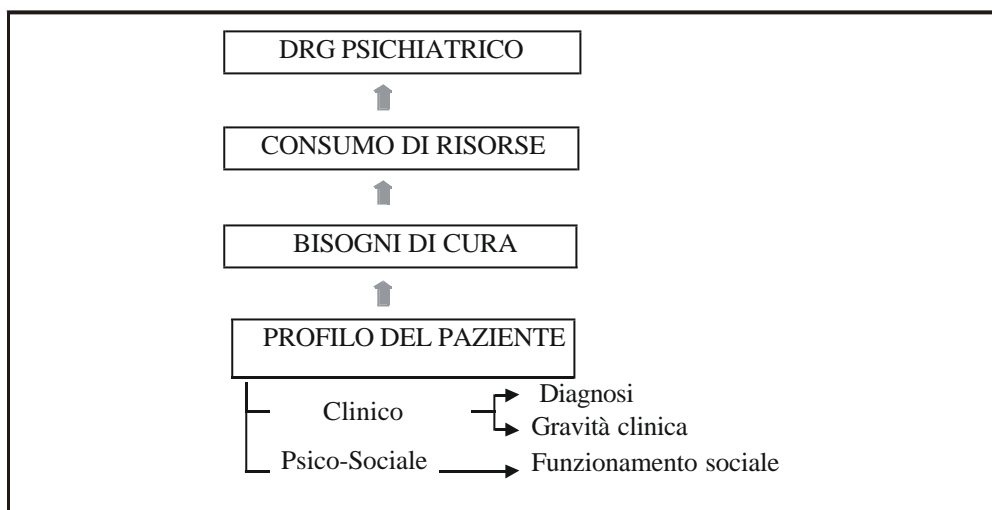 DRG PSICHIATRICO
CONSUMO DI RISORSE
BISOGNI DI CURA
PROFILO DEL PAZIENTE
Diagnosi
Clinico
Gravità clinica
Psico-Sociale
Funzionamento sociale